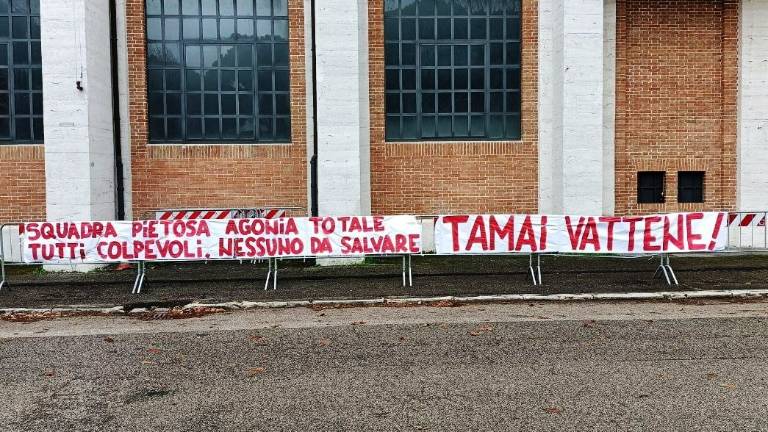 SQUADRA PIETOSA AGONIA TOTALE
TUTTI COLPEVOLI. NESSUNO DA SALVARE
TAMAI VATTENE!